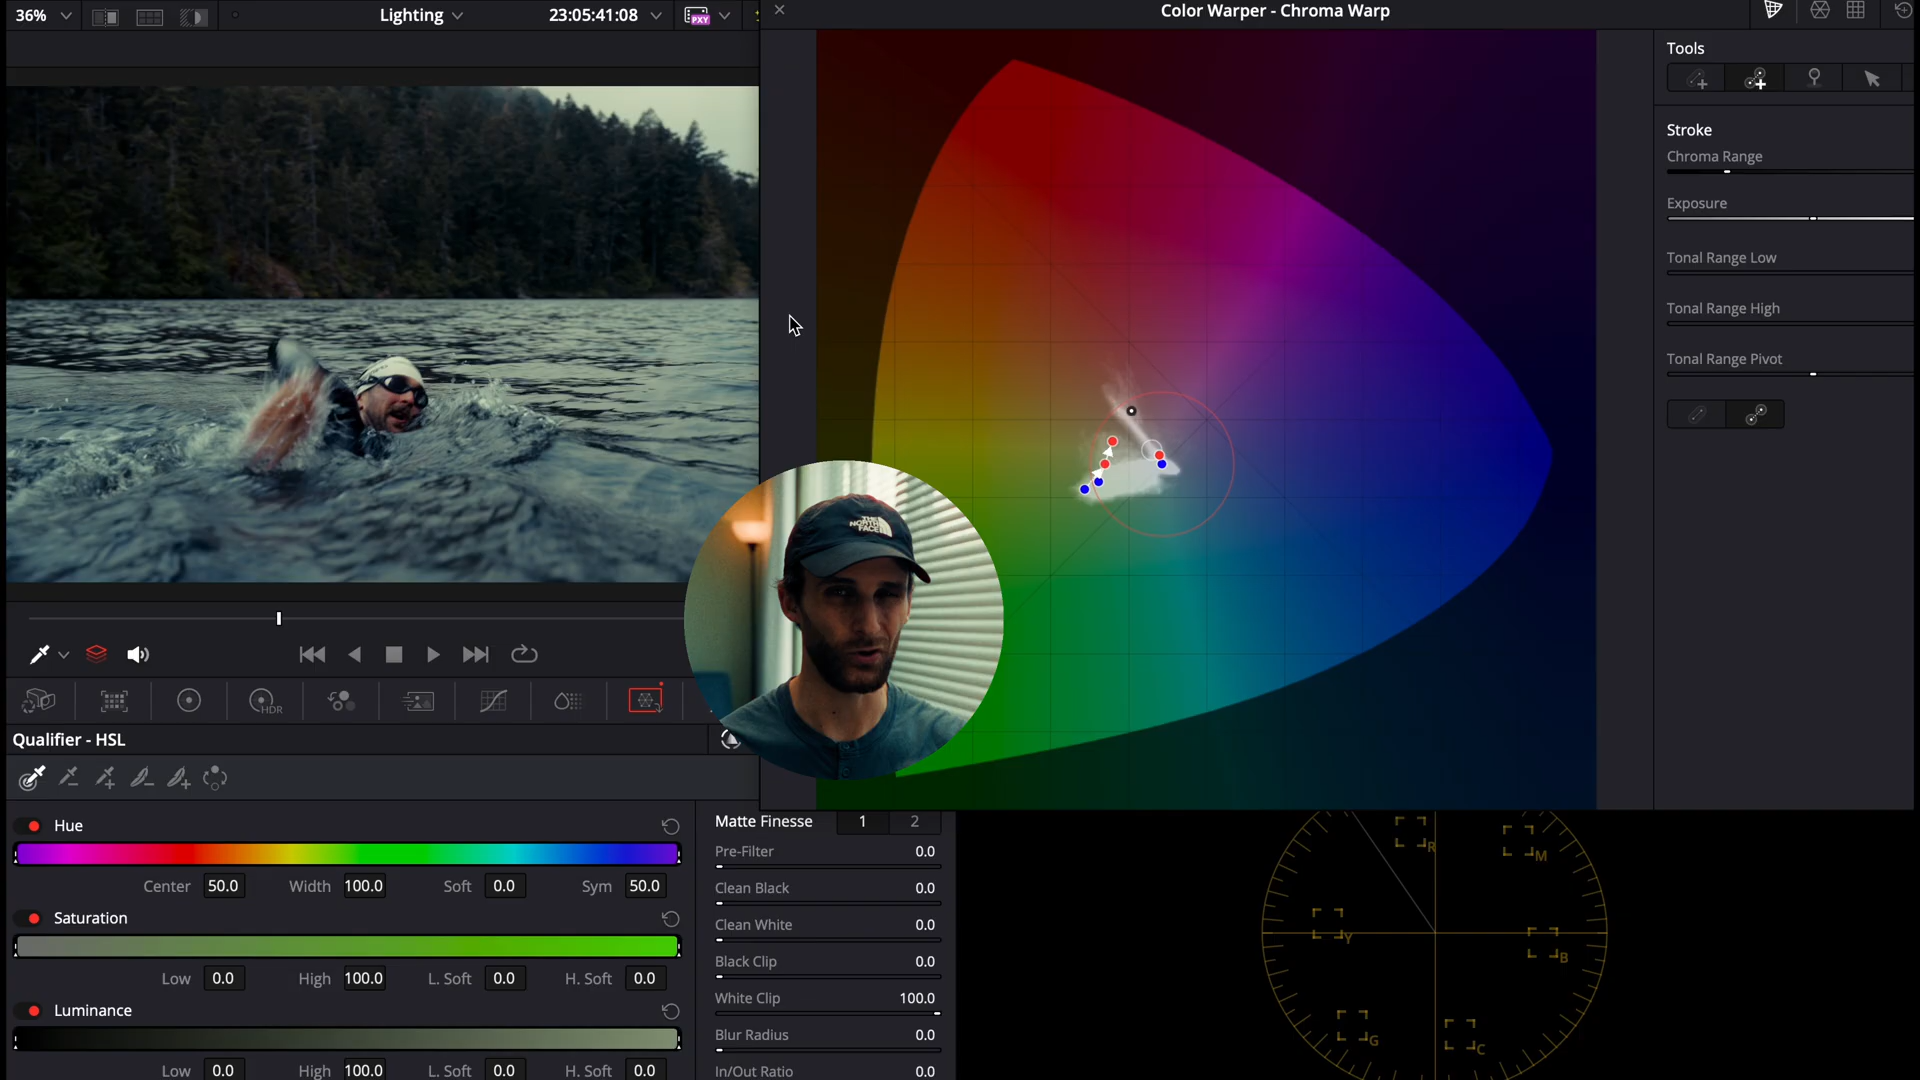 36%
Lighting
23:05:41:08
PXY
Color Warper - Chroma Warp
Tools
Stroke
Chroma Range
Exposure
Tonal Range Low
Tonal Range High
Tonal Range Pivot
THE
NORTH
FACE
HDR
Qualifier - HSL
Hue
Center 50.0 Width 100.0 Soft 0.0 Sym 50.0
Saturation
Low 0.0 High 100.0 L. Soft 0.0 H. Soft 0.0
Luminance
Low 0.0 High 100.0 L. Soft 0.0 H. Soft 0.0
Matte Finesse 1 2
Pre-Filter 0.0
Clean Black 0.0
Clean White 0.0
Black Clip 0.0
White Clip 100.0
Blur Radius 0.0
In/Out Ratio 0.0
R
M
Y
B
G
C